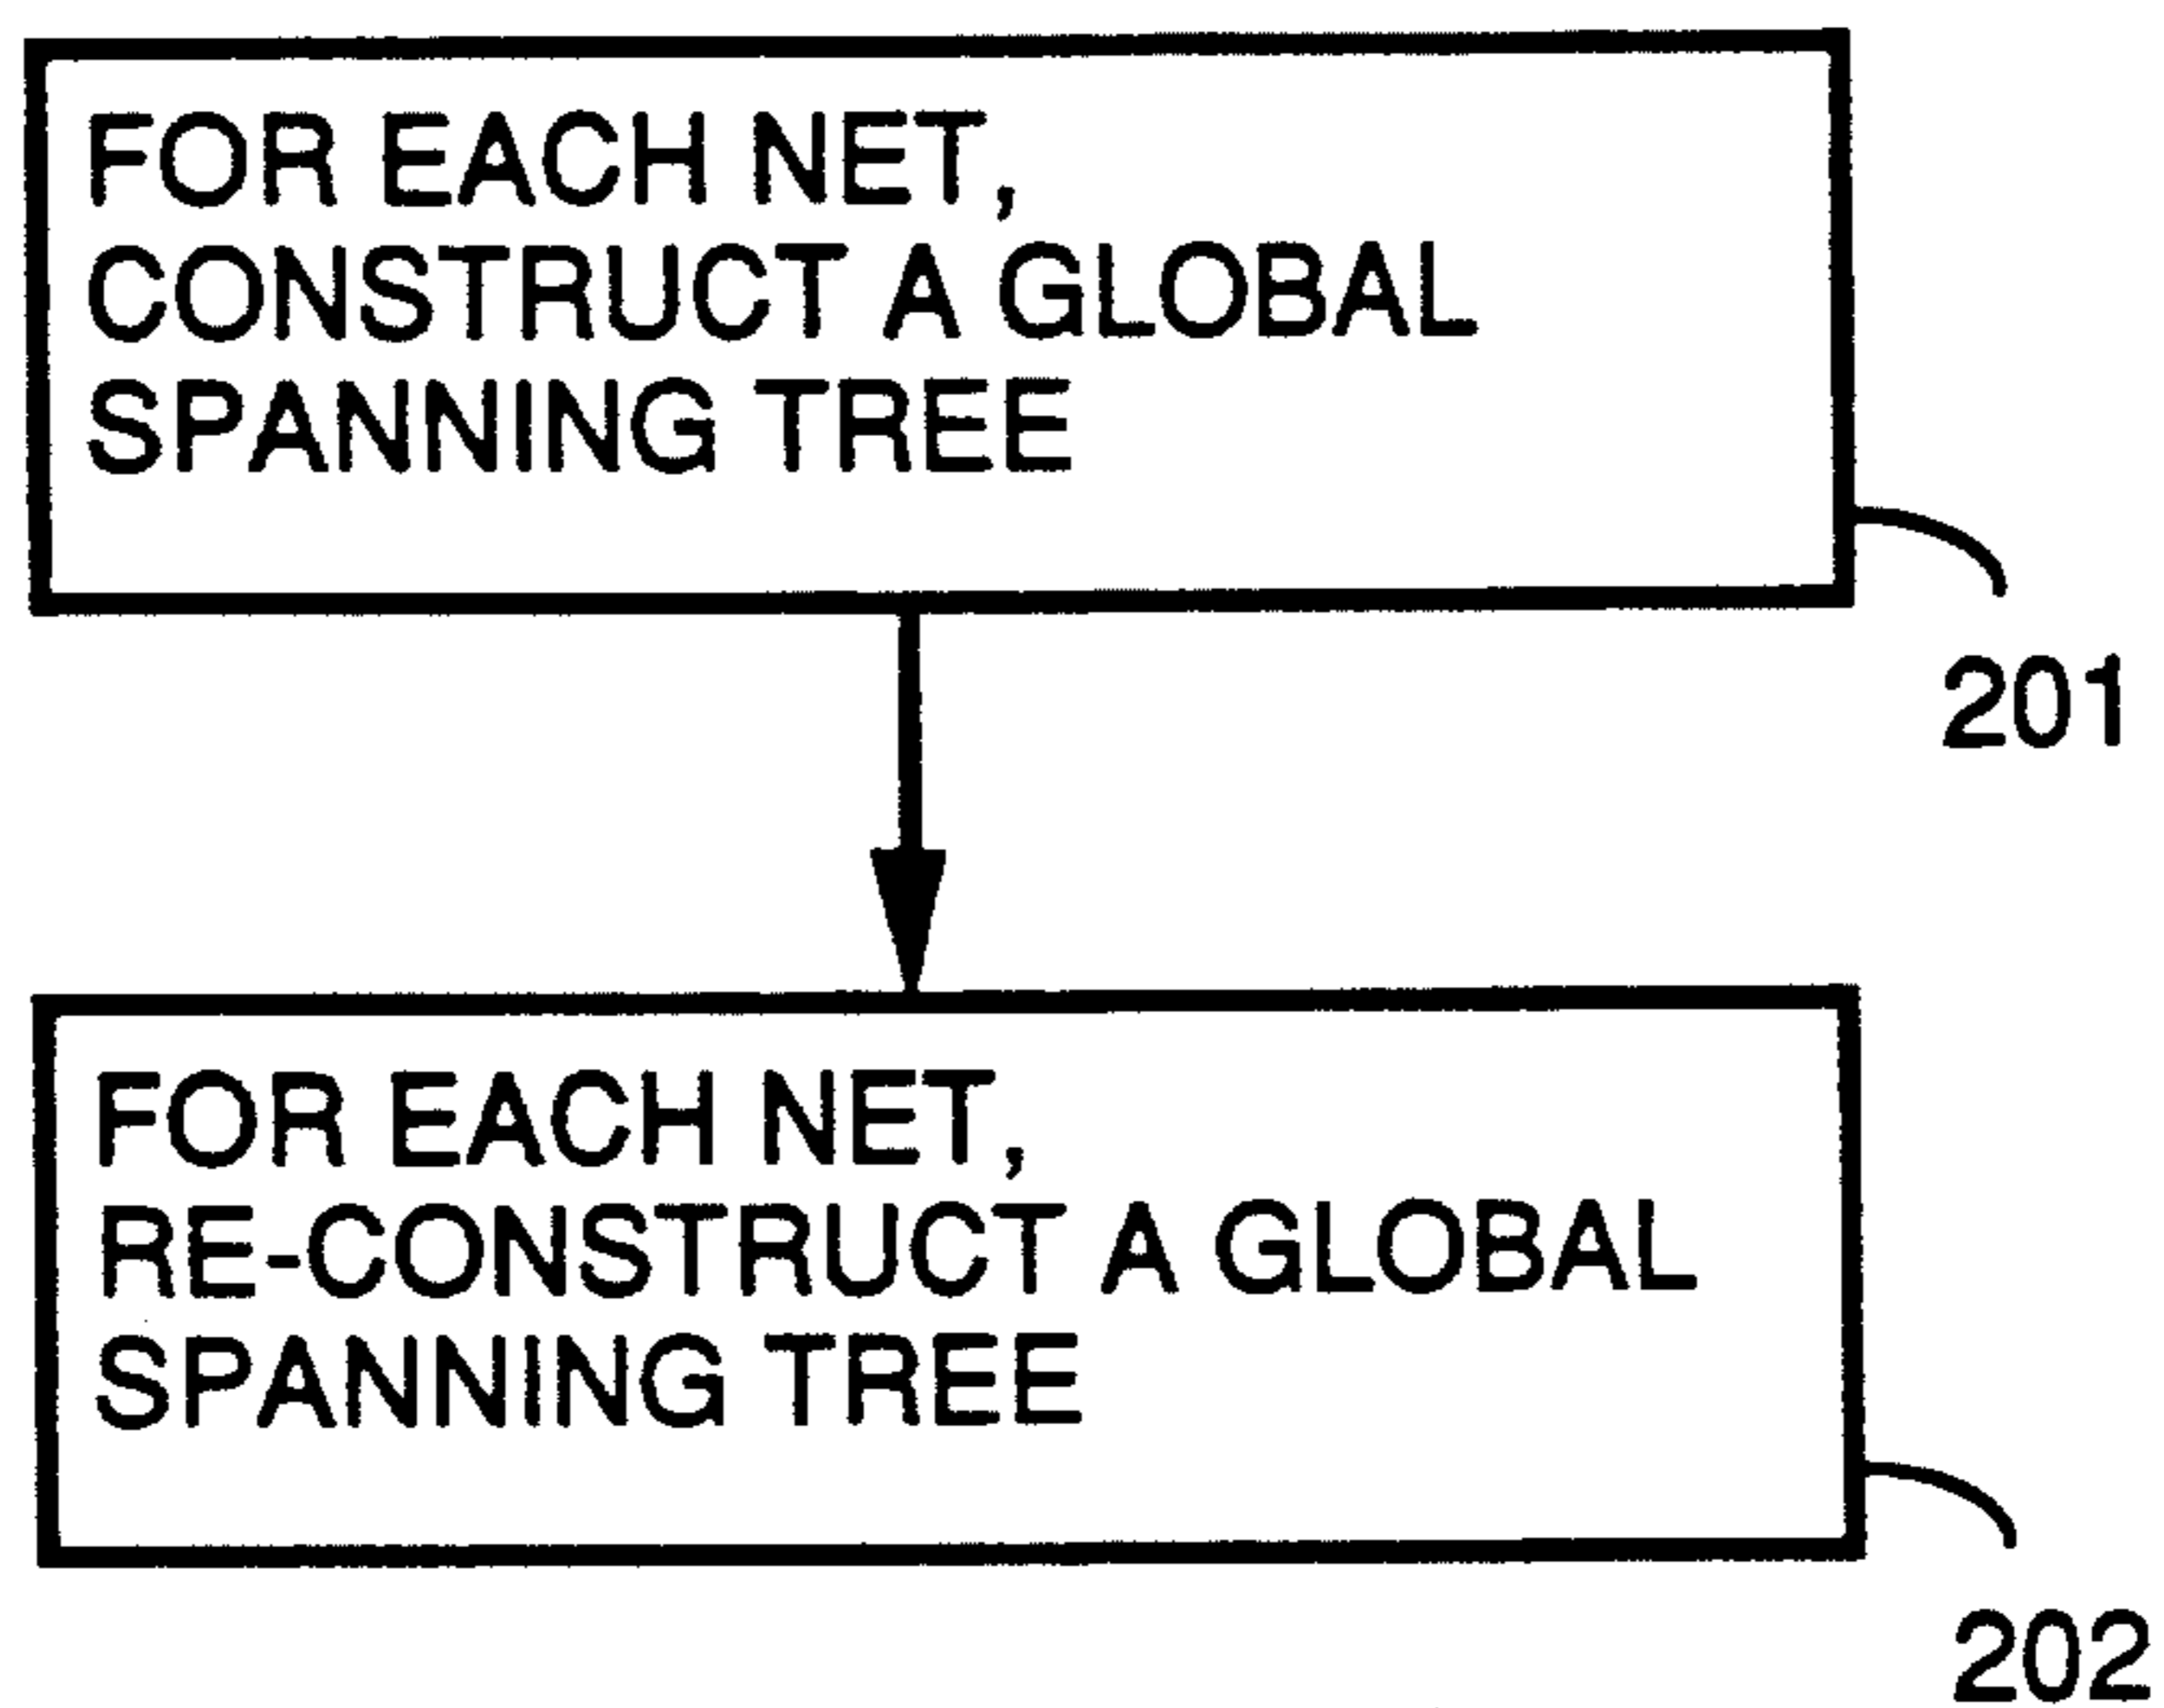 FOR EACH NET,
CONSTRUCT A GLOBAL
SPANNING TREE
201
FOR EACH NET,
RE-CONSTRUCT A GLOBAL
SPANNING TREE
202